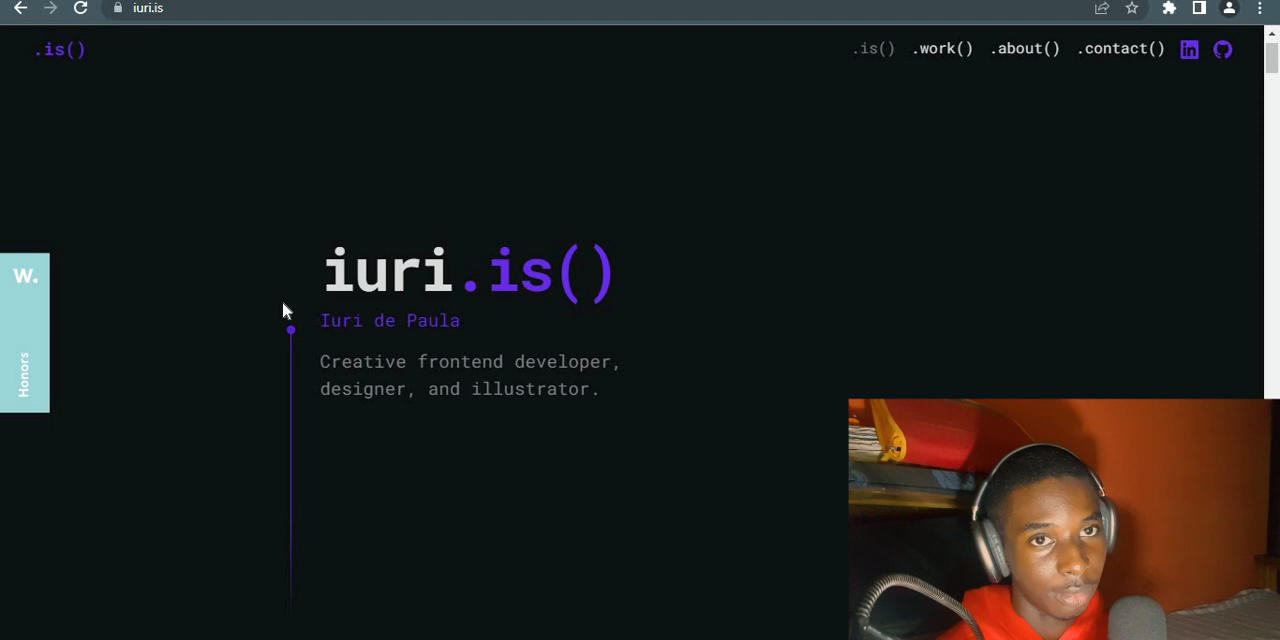 iuri.is
.is()
.is() .work() .about() .contact()
in
iuri.is()
Iuri de Paula
Creative frontend developer,
designer, and illustrator.
W.
Honors